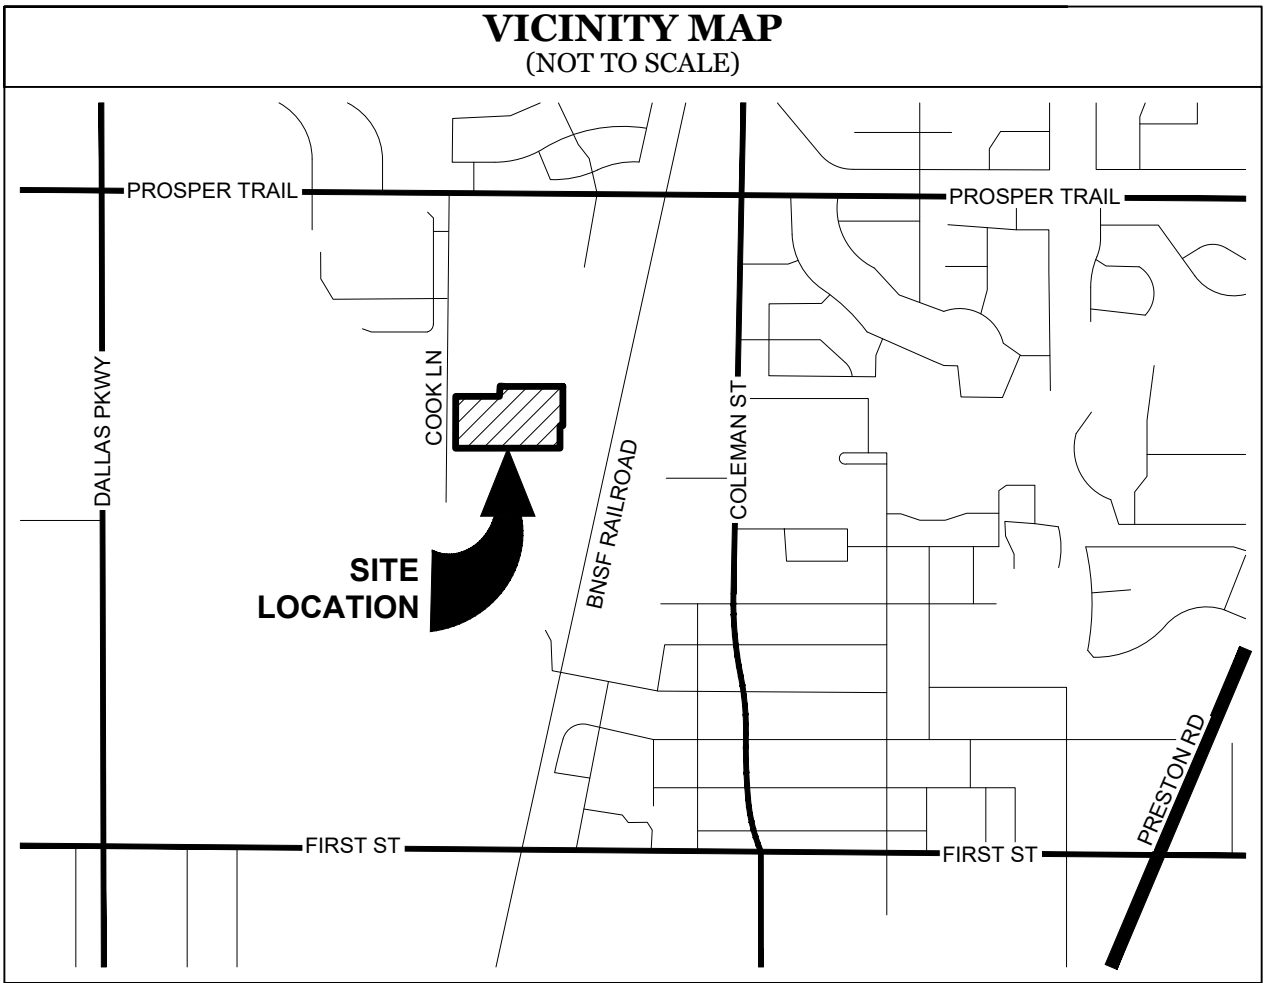 VICINITY MAP
(NOT TO SCALE)
PROSPER TRAIL
PROSPER TRAIL
DALLAS PKWY
COOK LN
COLEMAN ST
BNSF RAILROAD
SITE
LOCATION
PRESTON RD
FIRST ST
FIRST ST